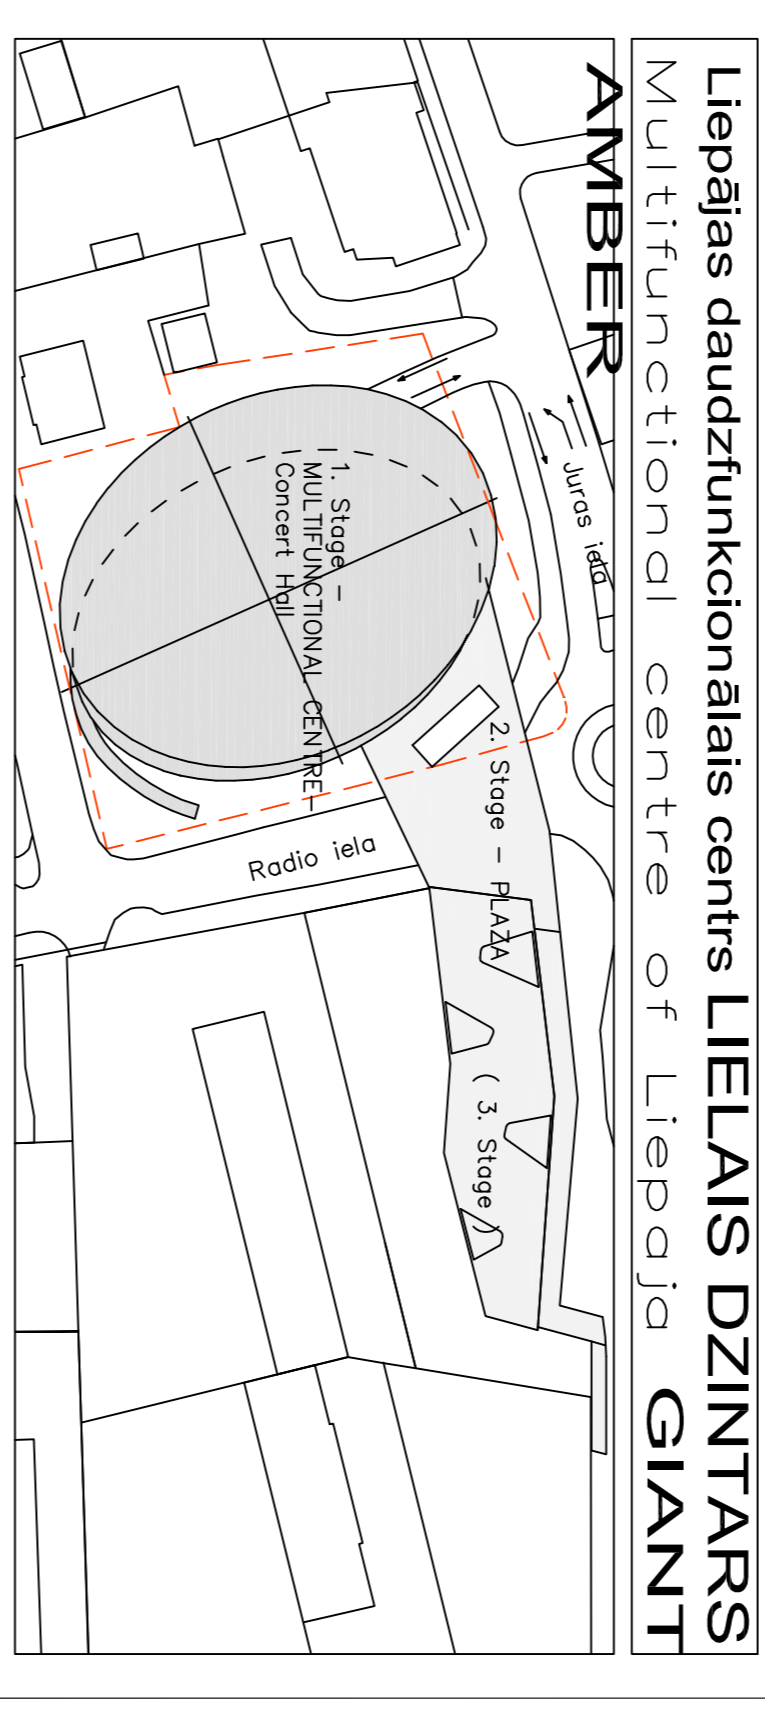 Liepājas daudzfunkcionālais centrs LIELAIS DZINTARS
Multifunctional centre of Liepaja GIANT
AMBER
Juras iela
1. Stage –
MULTIFUNCTIONAL CENTRE–
Concert Hall
2. Stage – PLAZA
( 3. Stage )
Radio iela